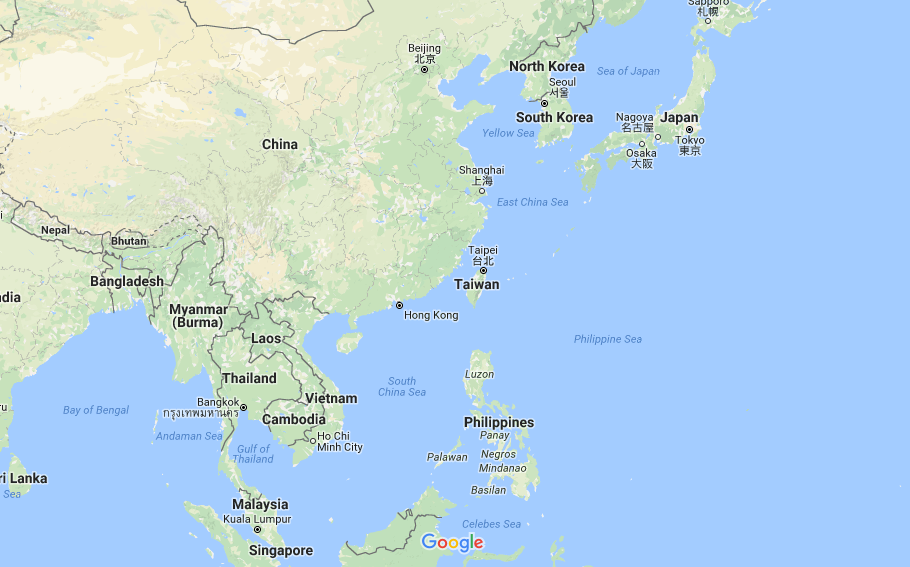 Sapporo
札幌
Beijing
北京
North Korea
Sea of Japan
Seoul
서울
South Korea
Nagoya
名古屋
Japan
Tokyo
東京
Yellow Sea
China
Osaka
大阪
Shanghai
上海
East China Sea
Nepal
Bhutan
Taipei
台北
Bangladesh
Taiwan
ndia
Myanmar
(Burma)
Hong Kong
Laos
Philippine Sea
Luzon
Thailand
South
China Sea
Vietnam
Bangkok
กรุงเทพมหานคร
Bay of Bengal
ru
Cambodia
Philippines
Andaman Sea
Ho Chi
Minh City
Panay
Gulf of
Thailand
Palawan
Negros
Mindanao
ri Lanka
Sea
Basilan
Malaysia
Kuala Lumpur
Celebes Sea
Google
Singapore